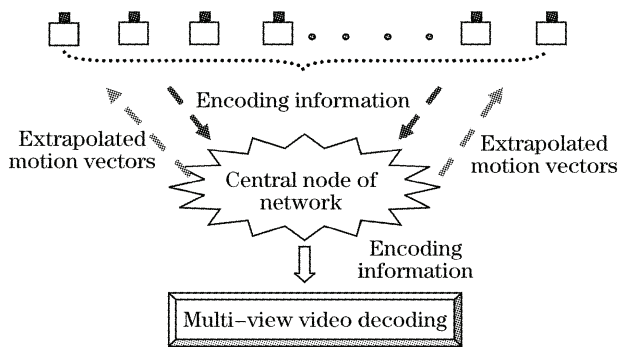 Encoding information
Extrapolated
motion vectors
Extrapolated
motion vectors
Central node of
network
Encoding
information
Multi−view video decoding